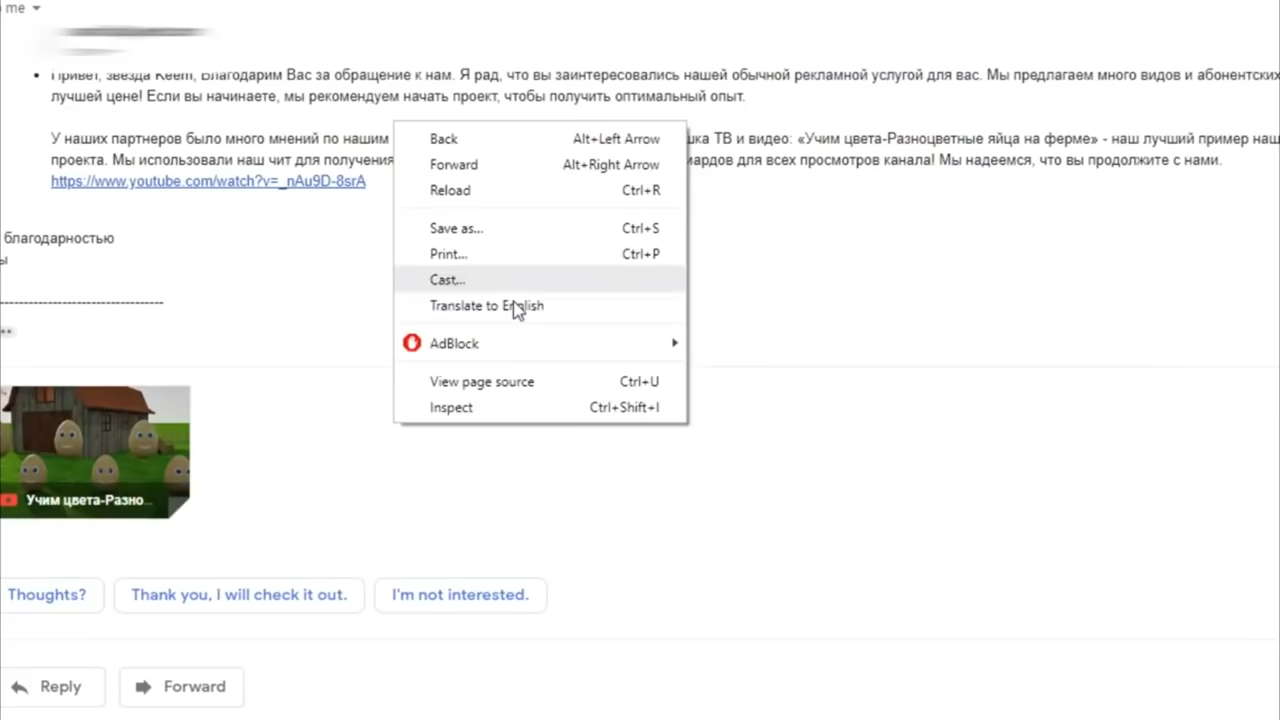 me
Привет, звезда Keem, Благодарим Вас за обращение к нам. Я рад, что вы заинтересовались нашей обычной рекламной услугой для вас. Мы предлагаем много видов и абонентских
лучшей цене! Если вы начинаете, мы рекомендуем начать проект, чтобы получить оптимальный опыт.
У наших партнеров было много мнений по нашим ТВ и видео: «Учим цвета-Разноцветные яйца на ферме» - наш лучший пример наш
проекта. Мы использовали наш чит для получения для всех просмотров канала! Мы надеемся, что вы продолжите с нами.
https://www.youtube.com/watch?v=_nAu9D-8srA
благодарностью
ы
--------------------------------
Back Alt+Left Arrow
Forward Alt+Right Arrow
Reload Ctrl+R
Save as... Ctrl+S
Print... Ctrl+P
Cast...
Translate to English
AdBlock
View page source Ctrl+U
Inspect Ctrl+Shift+I
Учим цвета-Разно...
Thoughts? Thank you, I will check it out. I'm not interested.
Reply Forward